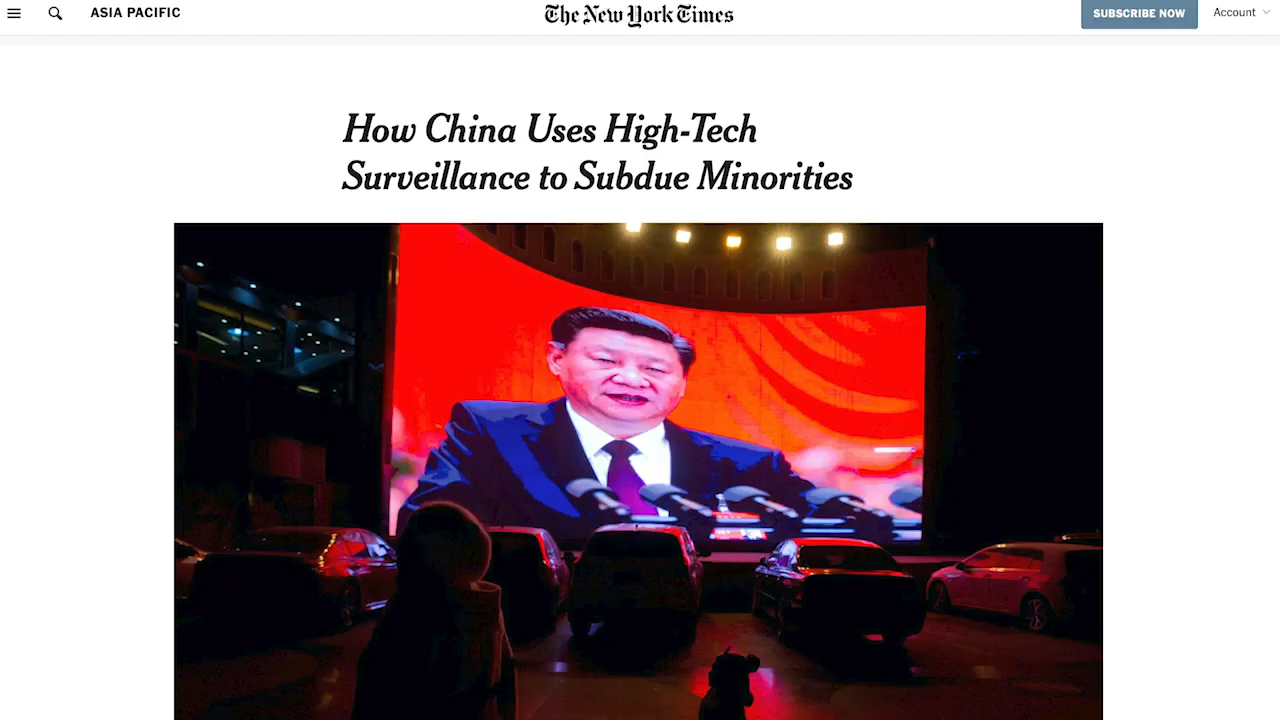 ASIA PACIFIC
The New York Times
SUBSCRIBE NOW
Account
How China Uses High-Tech
Surveillance to Subdue Minorities